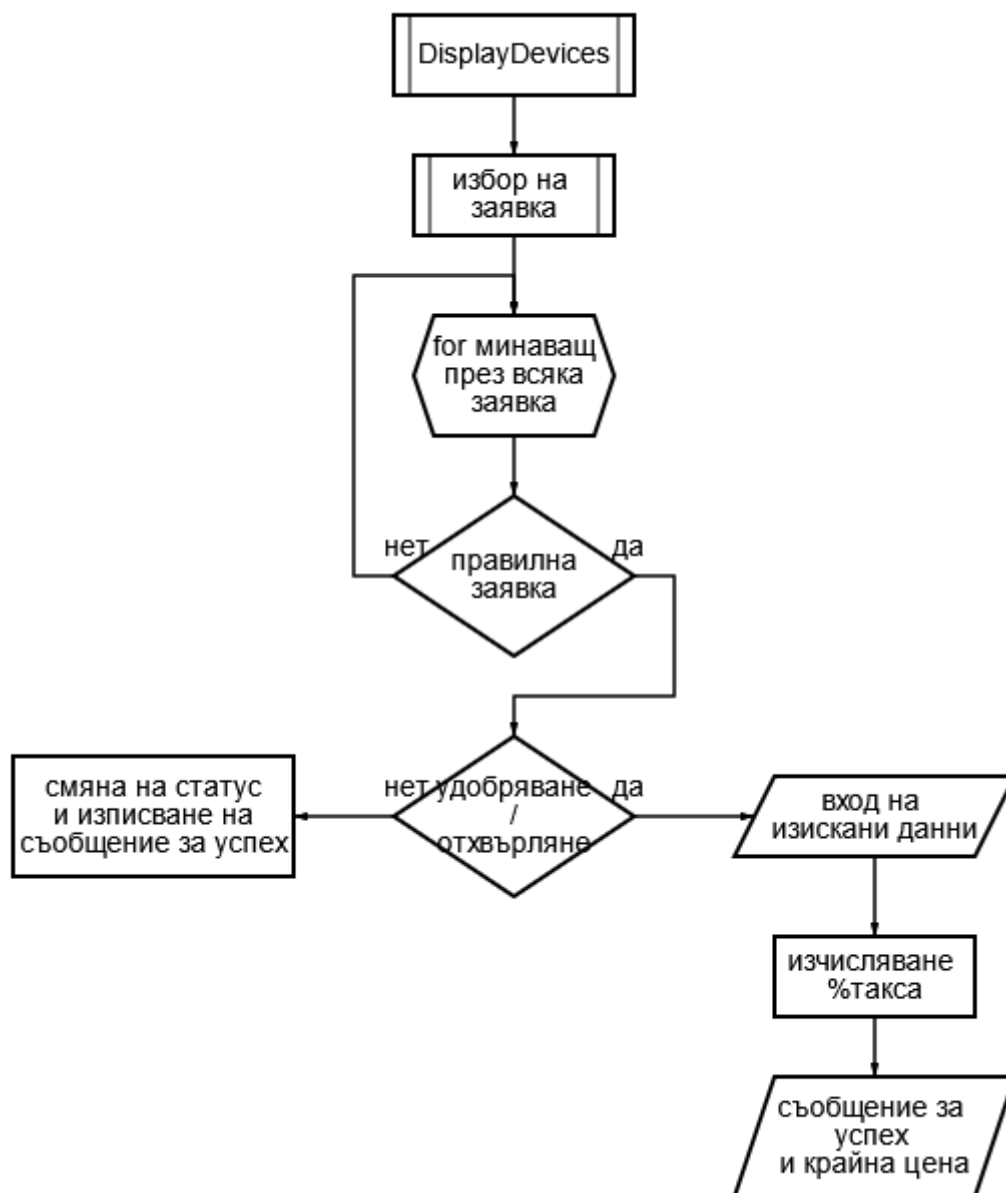 DisplayDevices
избор на
заявка
for минаващ
през всяка
заявка
нет
да
правилна
заявка
смяна на статус
и изписване на
съобщение за успех
нет
удобряване
/
отхвърляне
да
вход на
изискани данни
изчисляване
%такса
съобщение за
успех
и крайна цена